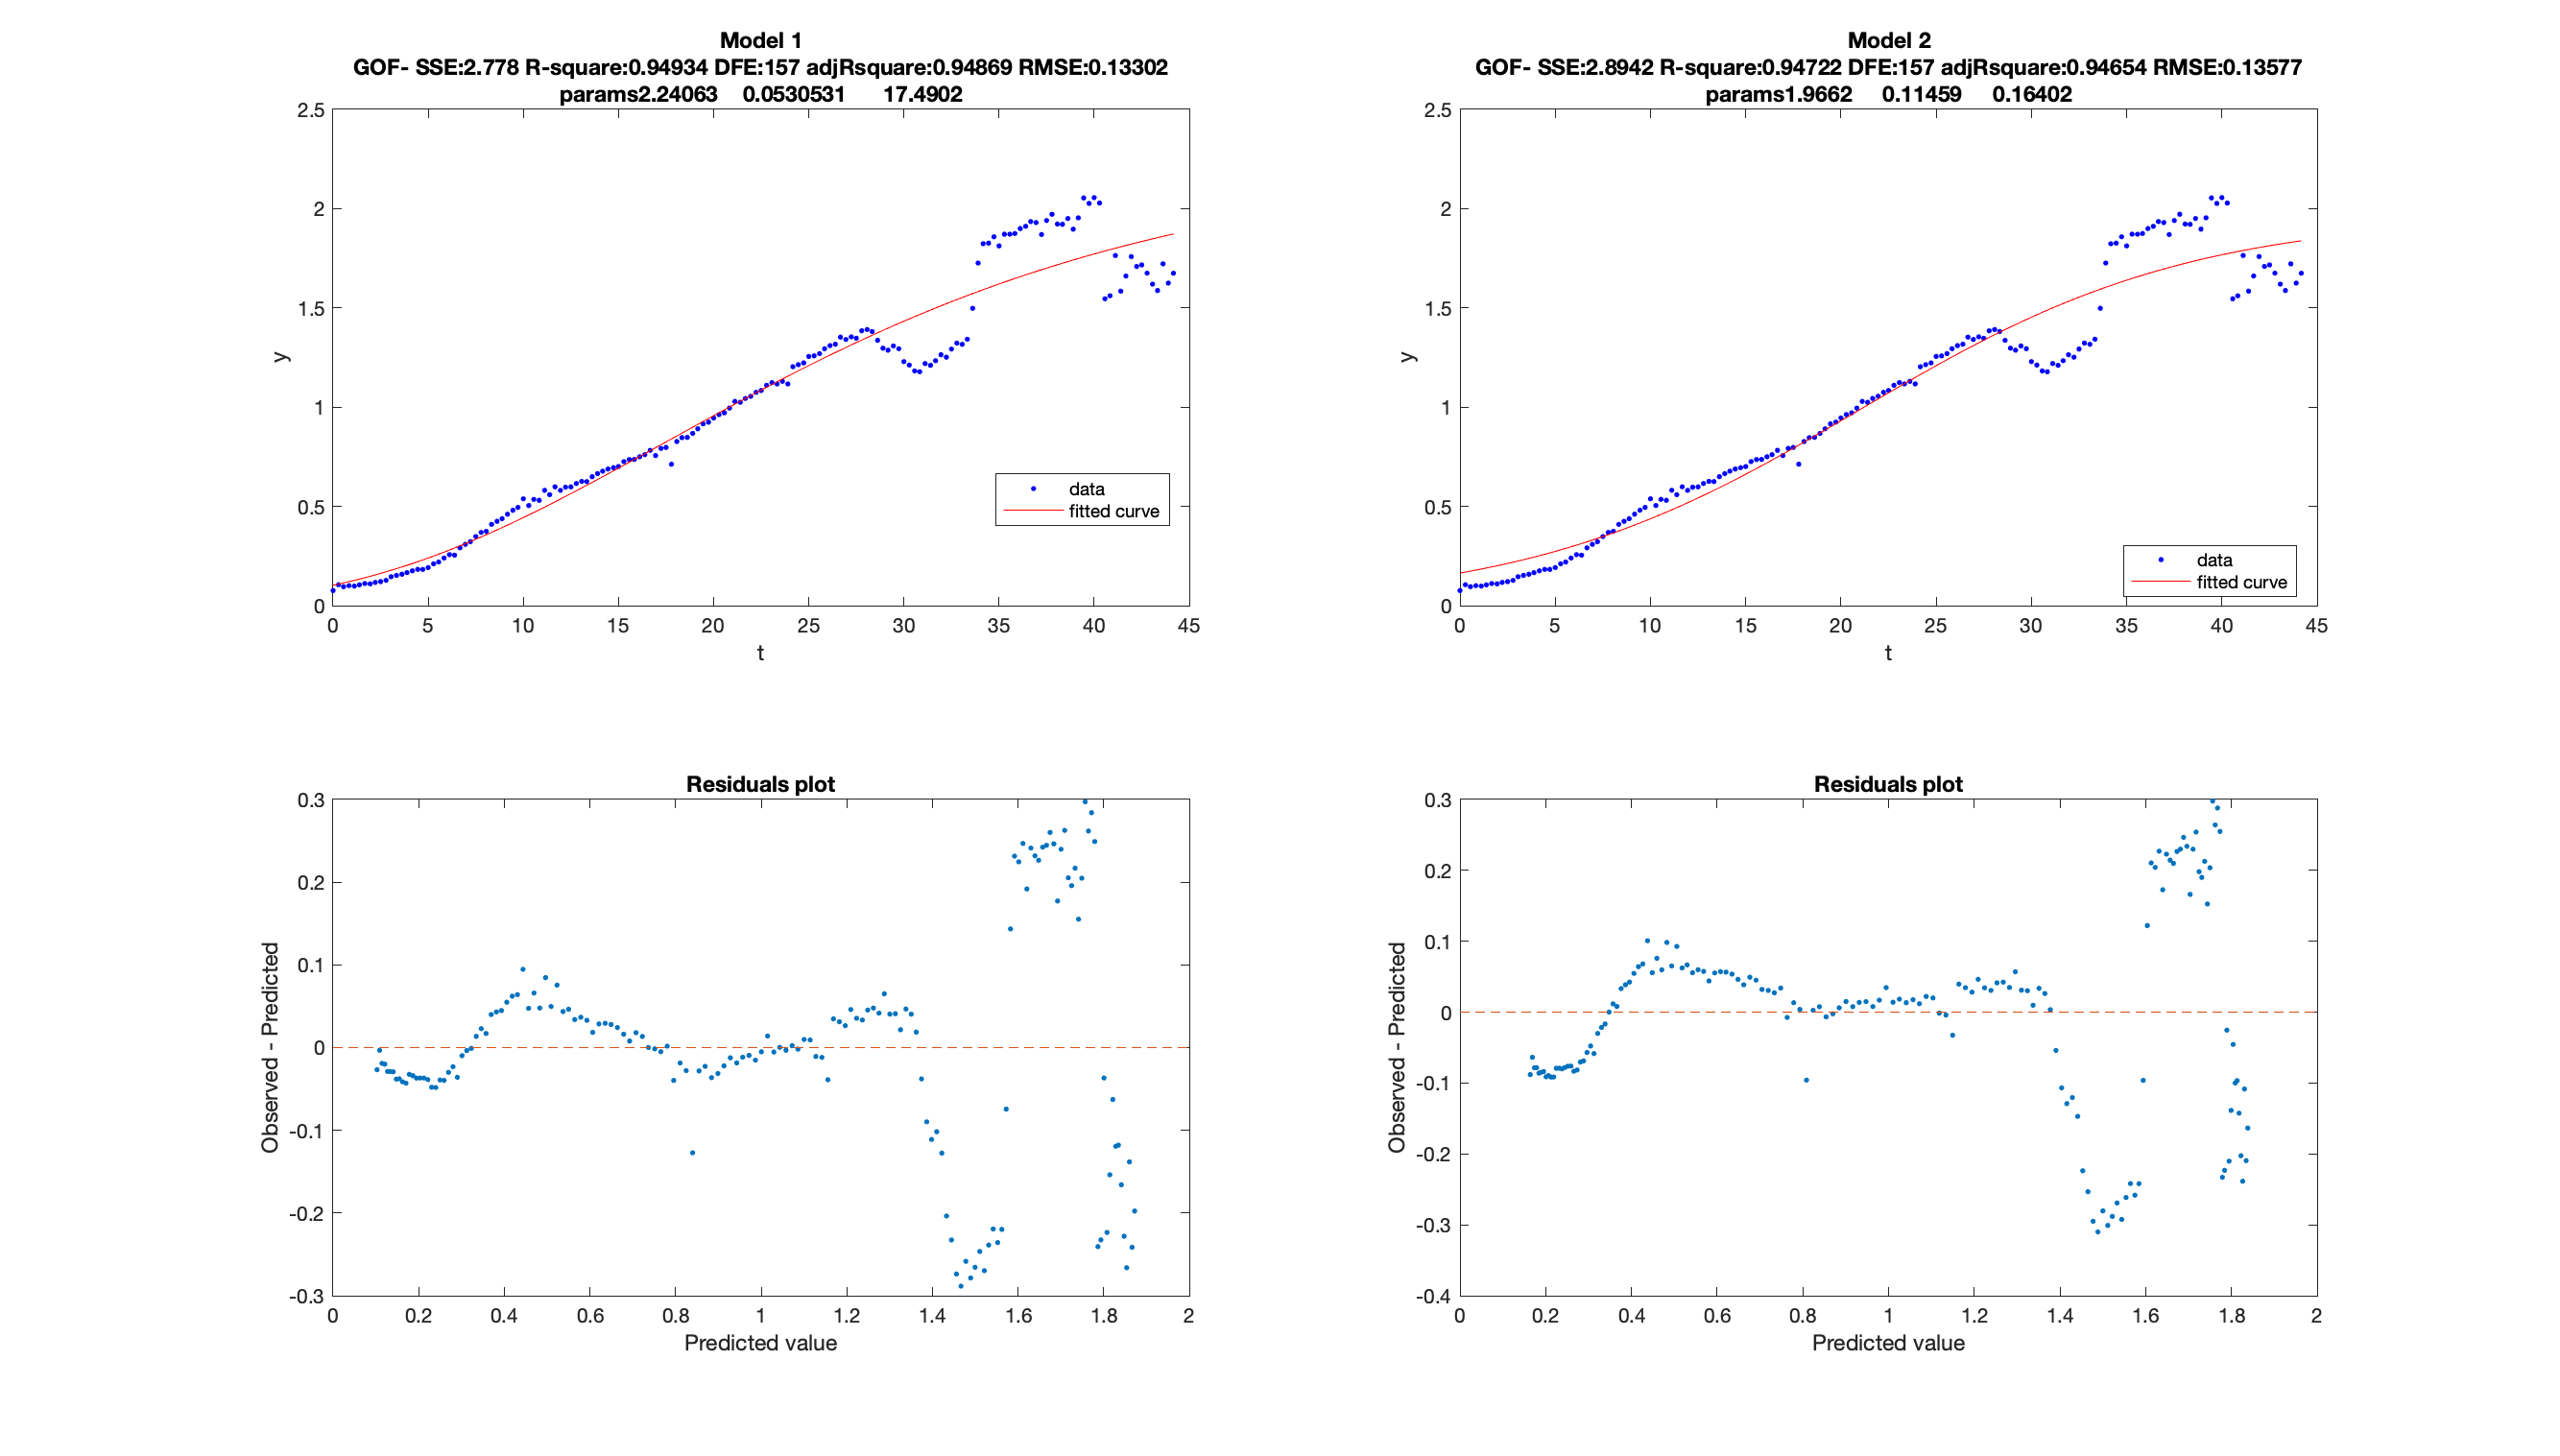 Model 1
GOF- SSE:2.778 R-square:0.94934 DFE:157 adjRsquare:0.94869 RMSE:0.13302
params2.24063 0.0530531 17.4902
2.5
2
1.5
1
0.5
0
y
0 5 10 15 20 25 30 35 40 45
t
data
fitted curve
Model 2
GOF- SSE:2.8942 R-square:0.94722 DFE:157 adjRsquare:0.94654 RMSE:0.13577
params1.9662 0.11459 0.16402
2.5
2
1.5
1
0.5
0
y
0 5 10 15 20 25 30 35 40 45
t
data
fitted curve
Residuals plot
0.3
0.2
0.1
0
-0.1
-0.2
-0.3
Observed - Predicted
0 0.2 0.4 0.6 0.8 1 1.2 1.4 1.6 1.8 2
Predicted value
Residuals plot
0.3
0.2
0.1
0
-0.1
-0.2
-0.3
-0.4
Observed - Predicted
0 0.2 0.4 0.6 0.8 1 1.2 1.4 1.6 1.8 2
Predicted value